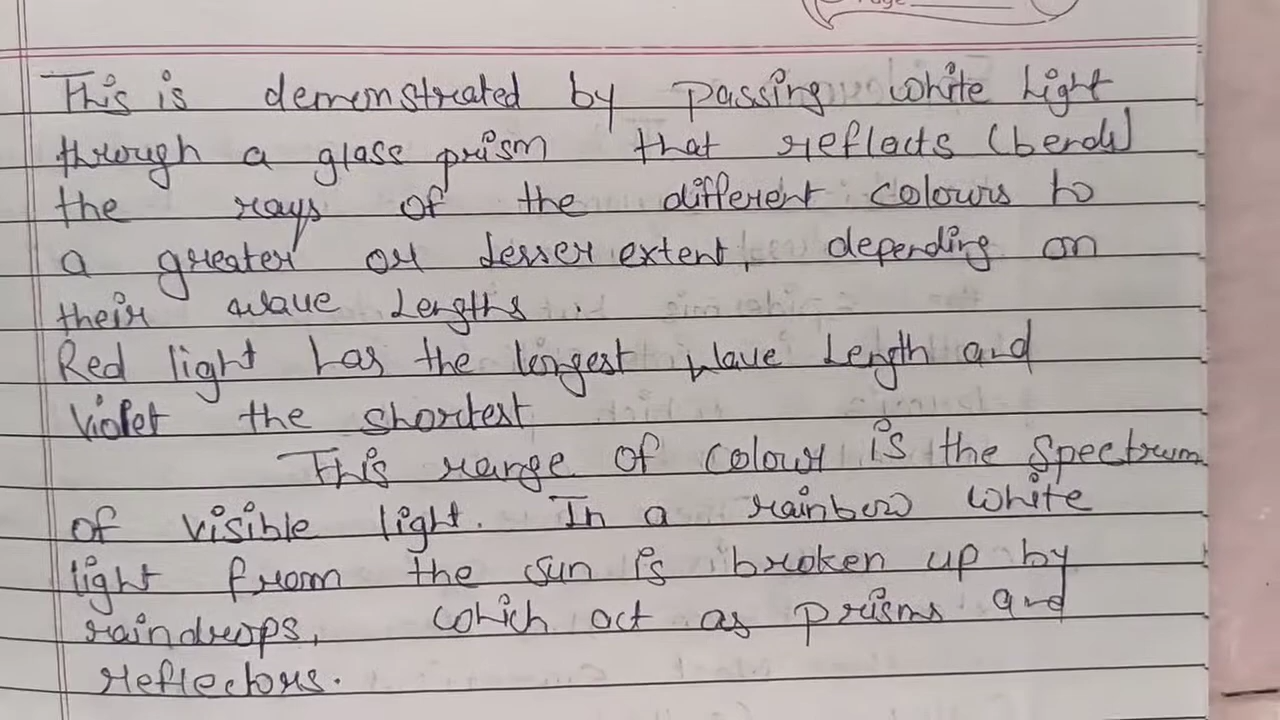 This is demonstrated by passing white light
through a glass prism that reflects (bends)
the rays of the different colours to
a greater or lesser extent, depending on
their wave lengths.
Red light has the longest wave length and
violet the shortest
This range of colour is the spectrum
of visible light. In a rainbow white
light from the sun is broken up by
raindrops, which act as prisms and
reflectors.